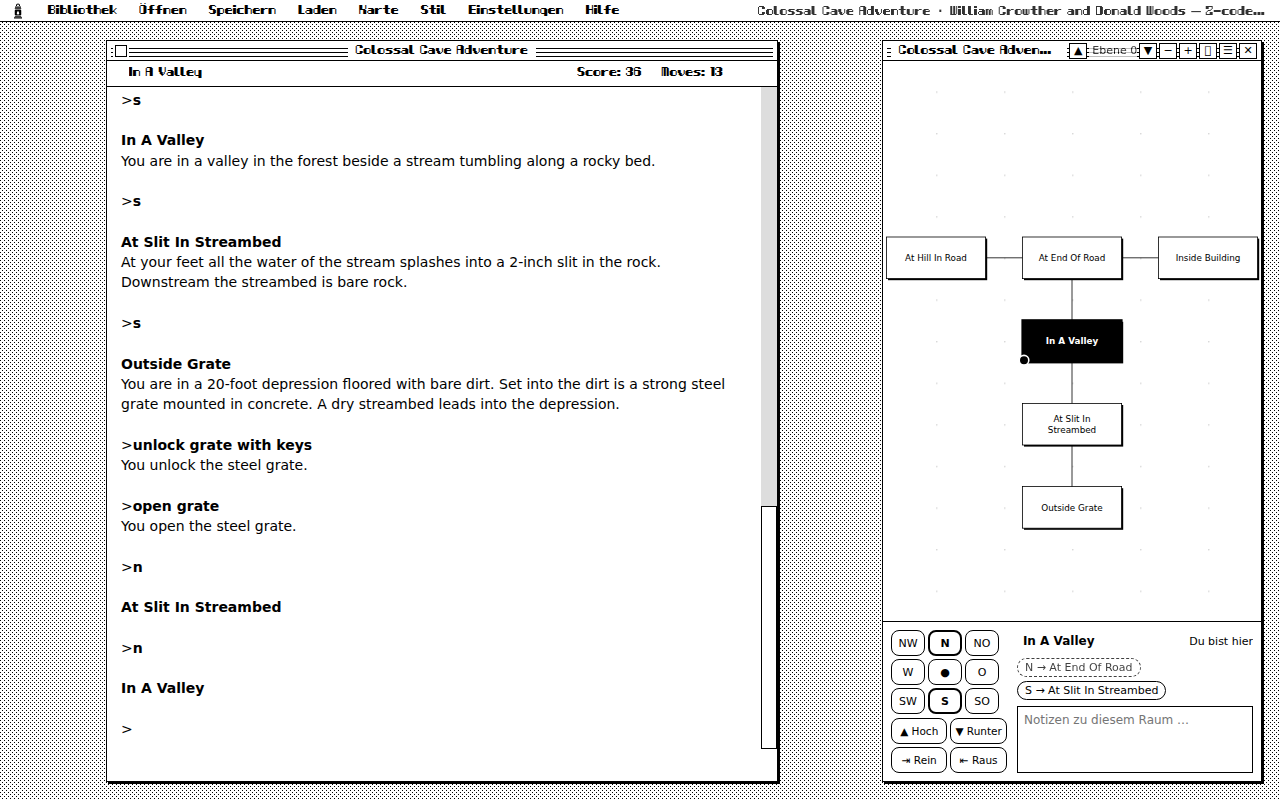 Bibliothek Öffnen Speichern Laden Karte Stil Einstellungen Hilfe Colossal Cave Adventure · William Crowther and Donald Woods — Z-code...
Colossal Cave Adventure
In A Valley Score: 36 Moves: 13
>s
In A Valley
You are in a valley in the forest beside a stream tumbling along a rocky bed.
>s
At Slit In Streambed
At your feet all the water of the stream splashes into a 2-inch slit in the rock.
Downstream the streambed is bare rock.
>s
Outside Grate
You are in a 20-foot depression floored with bare dirt. Set into the dirt is a strong steel
grate mounted in concrete. A dry streambed leads into the depression.
>unlock grate with keys
You unlock the steel grate.
>open grate
You open the steel grate.
>n
At Slit In Streambed
>n
In A Valley
>
Colossal Cave Adven... ▲ Ebene 0 ▼ − + ☰ ✕
At Hill In Road At End Of Road Inside Building
In A Valley
At Slit In
Streambed
Outside Grate
NW N NO
W ● O
SW S SO
▲ Hoch ▼ Runter
⇥ Rein ⇤ Raus
In A Valley Du bist hier
N → At End Of Road
S → At Slit In Streambed
Notizen zu diesem Raum …